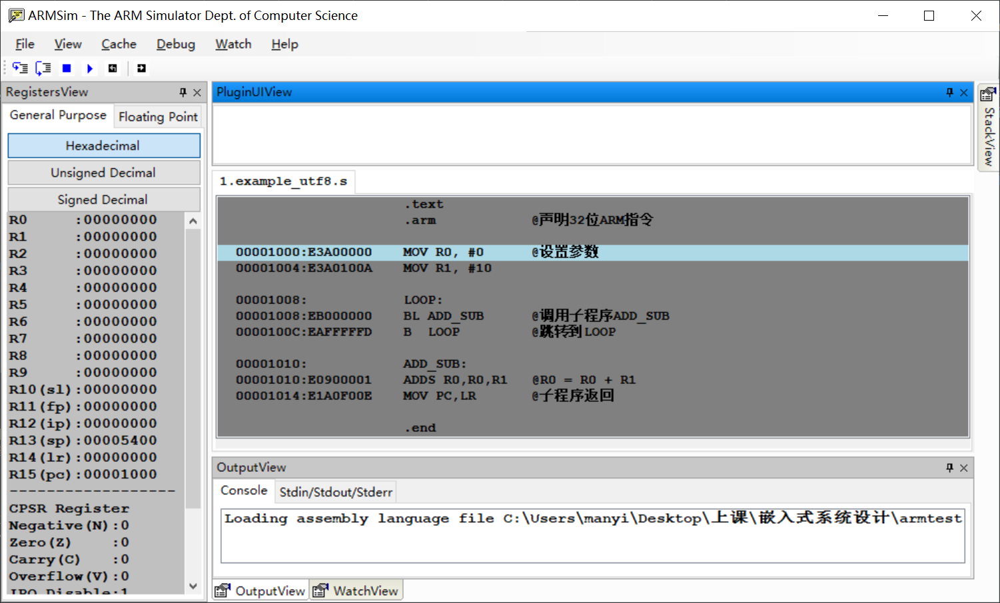 ARMSim - The ARM Simulator Dept. of Computer Science
File View Cache Debug Watch Help
RegistersView
General Purpose Floating Point
Hexadecimal
Unsigned Decimal
Signed Decimal
R0 :00000000
R1 :00000000
R2 :00000000
R3 :00000000
R4 :00000000
R5 :00000000
R6 :00000000
R7 :00000000
R8 :00000000
R9 :00000000
R10(sl):00000000
R11(fp):00000000
R12(ip):00000000
R13(sp):00005400
R14(lr):00000000
R15(pc):00001000
------------------
CPSR Register
Negative(N):0
Zero(Z) :0
Carry(C) :0
Overflow(V):0
IRQ Disable:1
PluginUIView
1.example_utf8.s
.text
.arm @声明32位ARM指令
00001000:E3A00000 MOV R0, #0 @设置参数
00001004:E3A0100A MOV R1, #10
00001008: LOOP:
00001008:EB000000 BL ADD_SUB @调用子程序ADD_SUB
0000100C:EAFFFFFD B LOOP @跳转到LOOP
00001010: ADD_SUB:
00001010:E0900001 ADDS R0,R0,R1 @R0 = R0 + R1
00001014:E1A0F00E MOV PC,LR @子程序返回
.end
OutputView
Console Stdin/Stdout/Stderr
Loading assembly language file C:\Users\manyi\Desktop\上课\嵌入式系统设计\armtest
OutputView WatchView
StackView